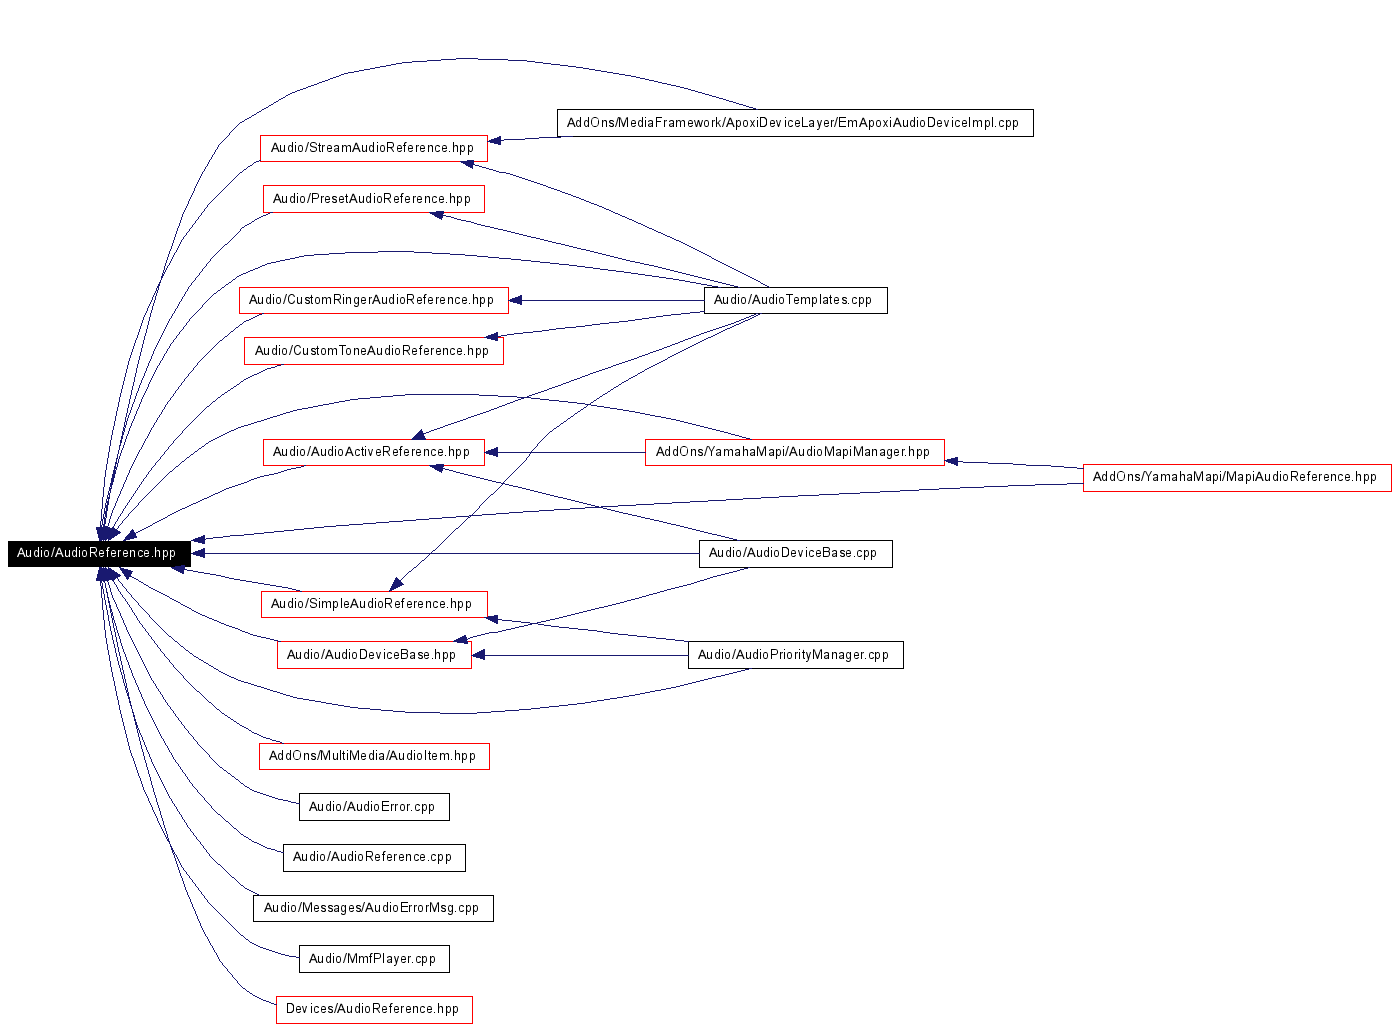 AddOns/MediaFramework/ApoxiDeviceLayer/EmApoxiAudioDeviceImpl.cpp
Audio/StreamAudioReference.hpp
Audio/PresetAudioReference.hpp
Audio/CustomRingerAudioReference.hpp
Audio/AudioTemplates.cpp
Audio/CustomToneAudioReference.hpp
Audio/AudioActiveReference.hpp
AddOns/YamahaMapi/AudioMapiManager.hpp
AddOns/YamahaMapi/MapiAudioReference.hpp
Audio/AudioReference.hpp
Audio/AudioDeviceBase.cpp
Audio/SimpleAudioReference.hpp
Audio/AudioDeviceBase.hpp
Audio/AudioPriorityManager.cpp
AddOns/MultiMedia/AudioItem.hpp
Audio/AudioError.cpp
Audio/AudioReference.cpp
Audio/Messages/AudioErrorMsg.cpp
Audio/MmfPlayer.cpp
Devices/AudioReference.hpp